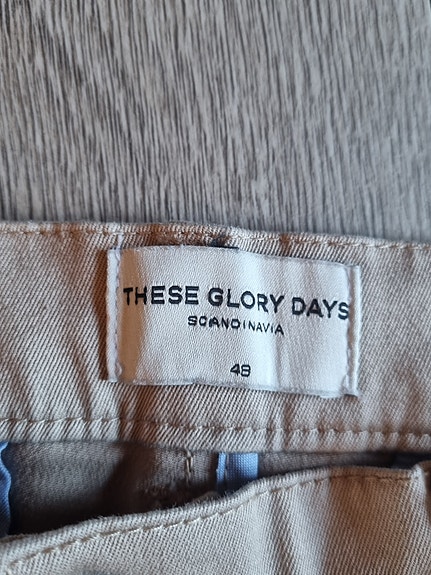 THESE GLORY DAYS
SCANDINAVIA
48